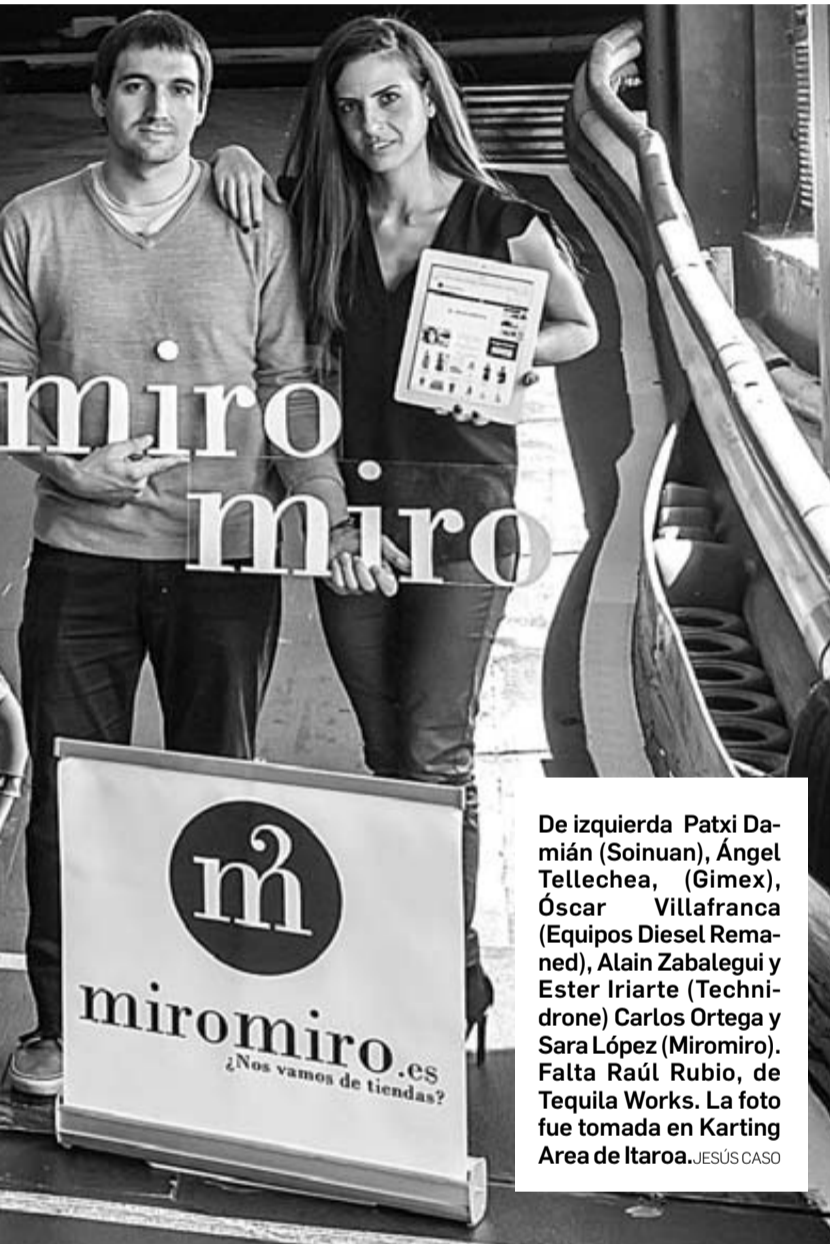 miro
miro
m
miromiro.es
¿Nos vamos de tiendas?
De izquierda Patxi Da-
mián (Soinuan), Ángel
Tellechea, (Gimex),
Óscar Villafranca
(Equipos Diesel Rema-
ned), Alain Zabalegui y
Ester Iriarte (Techni-
drone) Carlos Ortega y
Sara López (Miromiro).
Falta Raúl Rubio, de
Tequila Works. La foto
fue tomada en Karting
Area de Itaroa.JESÚS CASO